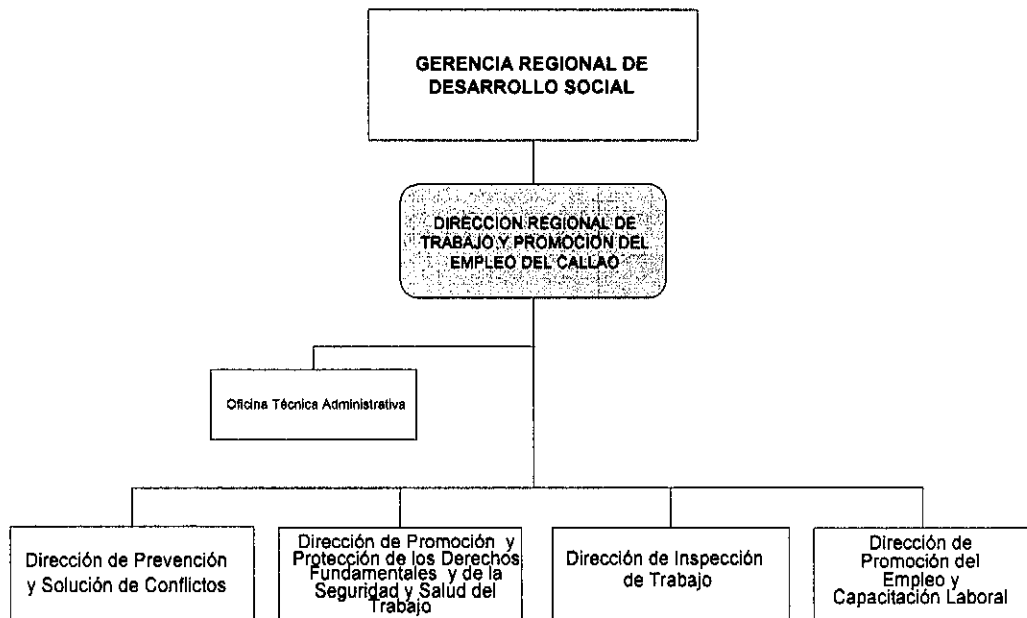 GERENCIA REGIONAL DE
DESARROLLO SOCIAL
DIRECCION REGIONAL DE
TRABAJO Y PROMOCIÓN DEL
EMPLEO DEL CALLAO
Oficina Técnica Administrativa
Dirección de Prevención
y Solución de Conflictos
Dirección de Promoción y
Protección de los Derechos
Fundamentales y de la
Seguridad y Salud del
Trabajo
Dirección de Inspección
de Trabajo
Dirección de
Promoción del
Empleo y
Capacitación Laboral